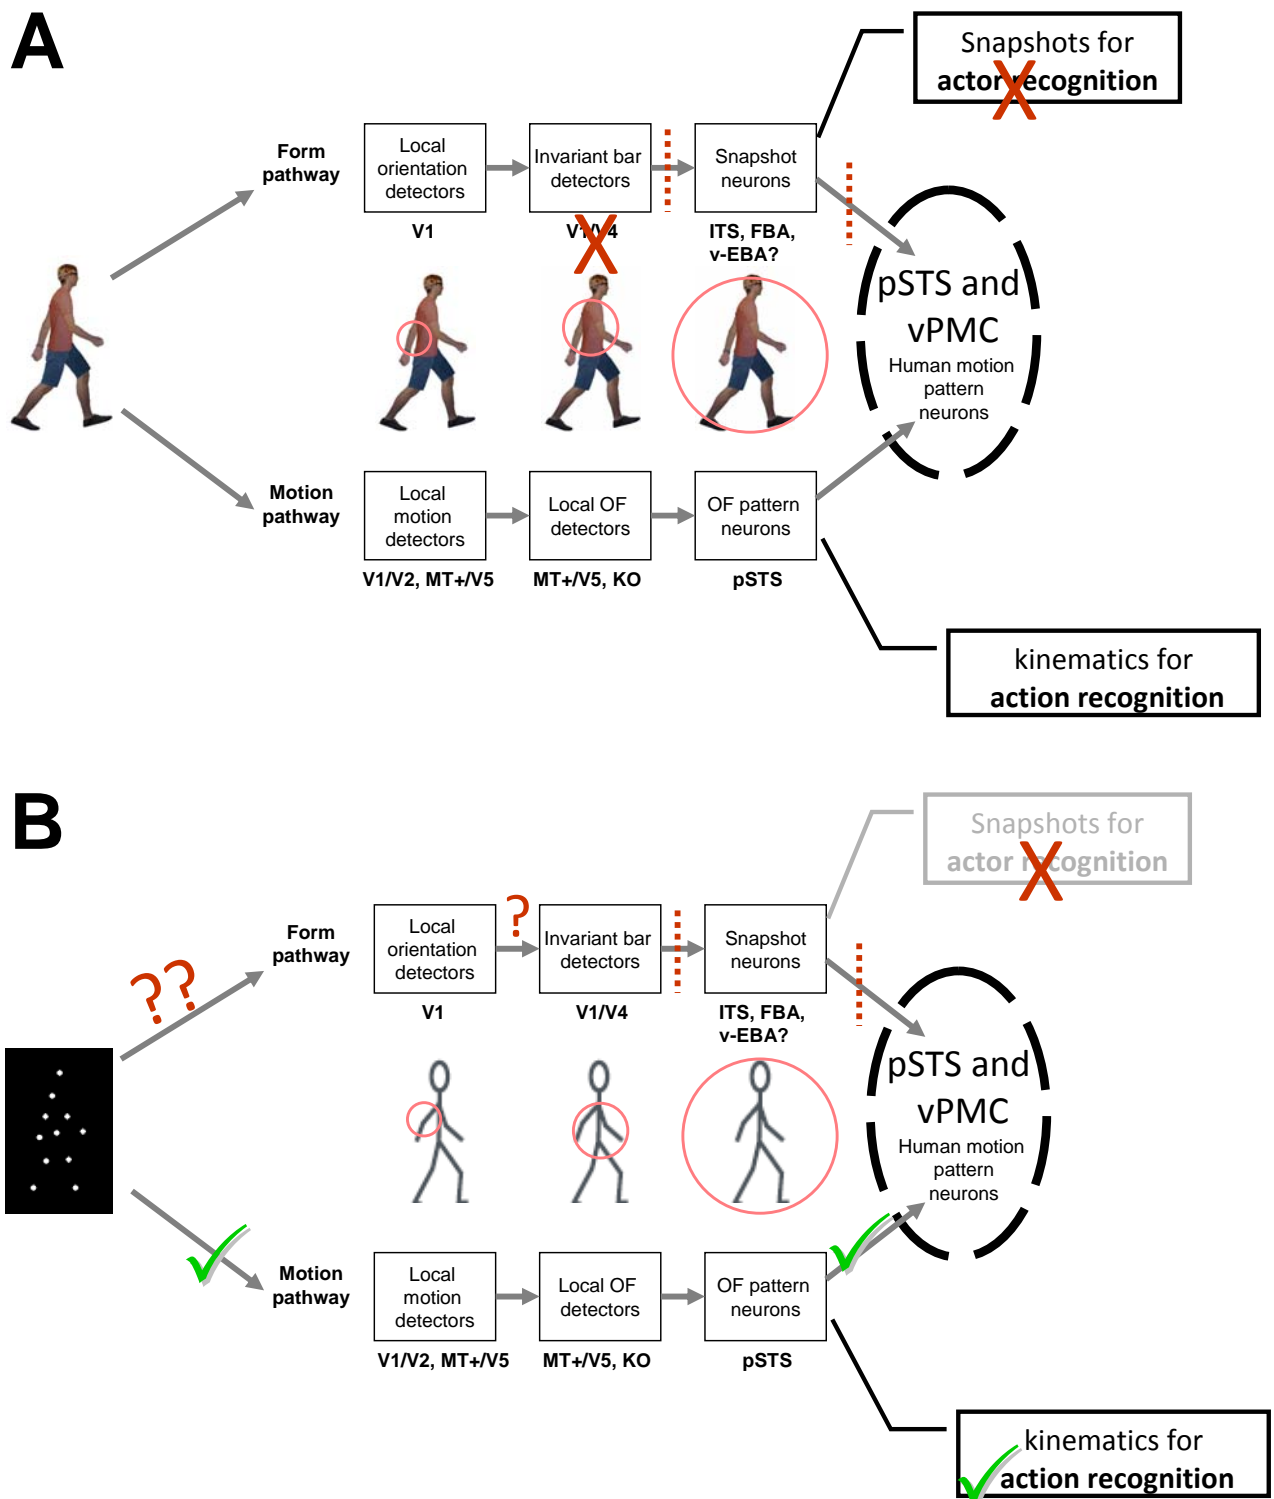 A
Snapshots for
actor recognition
X
Form
pathway
Local
orientation
detectors
Invariant bar
detectors
Snapshot
neurons
V1
V1/V4
X
ITS, FBA,
v-EBA?
pSTS and
vPMC
Human motion
pattern
neurons
Motion
pathway
Local
motion
detectors
Local OF
detectors
OF pattern
neurons
V1/V2, MT+/V5
MT+/V5, KO
pSTS
kinematics for
action recognition
B
Snapshots for
actor recognition
X
??
Form
pathway
Local
orientation
detectors
?
Invariant bar
detectors
Snapshot
neurons
V1
V1/V4
ITS, FBA,
v-EBA?
pSTS and
vPMC
Human motion
pattern
neurons
Motion
pathway
Local
motion
detectors
Local OF
detectors
OF pattern
neurons
V1/V2, MT+/V5
MT+/V5, KO
pSTS
kinematics for
action recognition